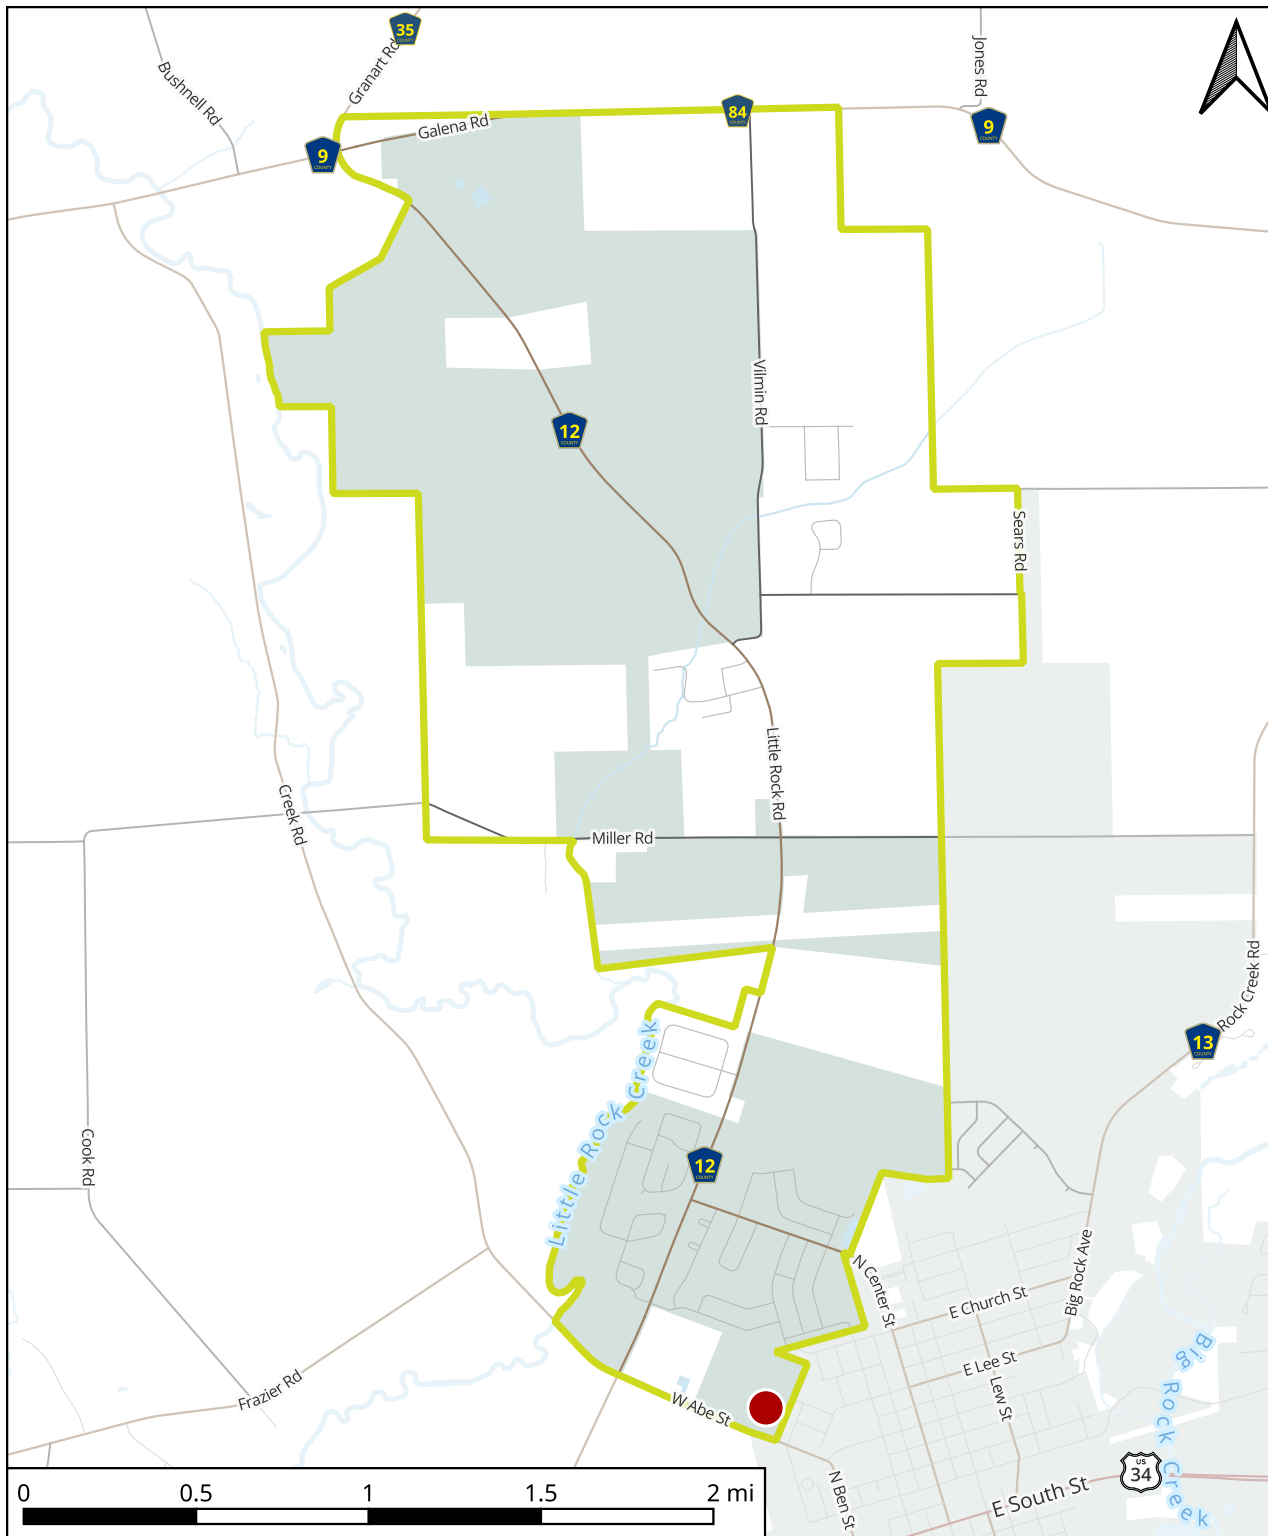 35
COUNTY
Granart Rd
Bushnell Rd
Jones Rd
84
COUNTY
Galena Rd
9
COUNTY
9
COUNTY
Vilmin Rd
12
COUNTY
Sears Rd
Little Rock Rd
Creek Rd
Miller Rd
Rock Creek Rd
13
COUNTY
Little Rock Creek
Cook Rd
12
COUNTY
N Center St
Big Rock Ave
E Church St
E Lee St
Lew St
Big Rock Creek
Frazier Rd
W Abe St
N Ben St
US
34
E South St
0 0.5 1 1.5 2 mi